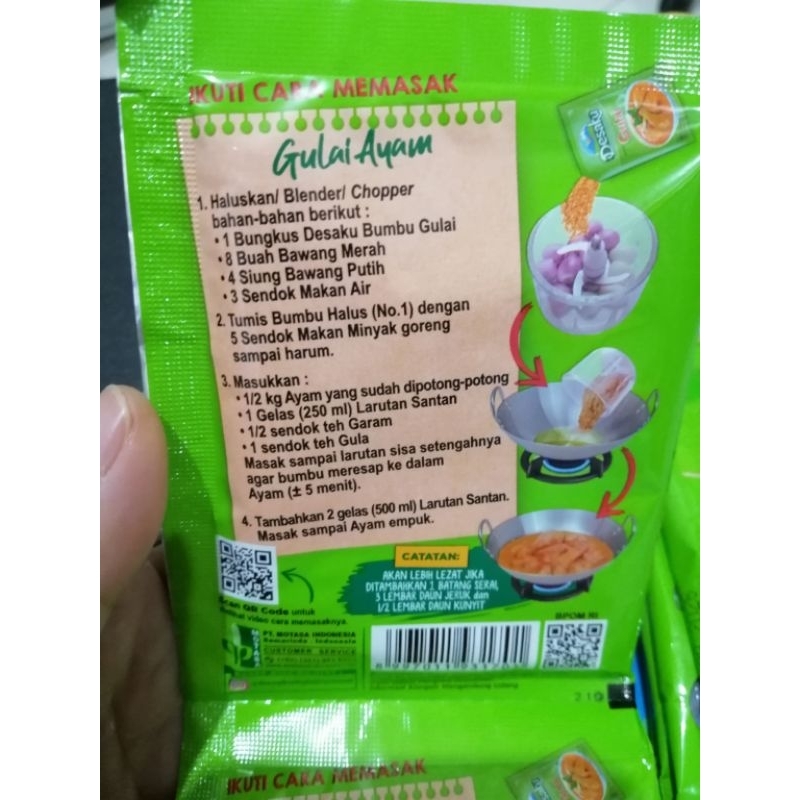 IKUTI CARA MEMASAK
Gulai Ayam
1. Haluskan/ Blender/ Chopper
bahan-bahan berikut :
• 1 Bungkus Desaku Bumbu Gulai
• 8 Buah Bawang Merah
• 4 Siung Bawang Putih
• 3 Sendok Makan Air
2. Tumis Bumbu Halus (No.1) dengan
5 Sendok Makan Minyak goreng
sampai harum.
3. Masukkan :
• 1/2 kg Ayam yang sudah dipotong-potong
• 1 Gelas (250 ml) Larutan Santan
• 1/2 sendok teh Garam
• 1 sendok teh Gula
Masak sampai larutan sisa setengahnya
agar bumbu meresap ke dalam
Ayam (± 5 menit).
4. Tambahkan 2 gelas (500 ml) Larutan Santan.
Masak sampai Ayam empuk.
Desaku
CATATAN:
AKAN LEBIH LEZAT JIKA
DITAMBAHKAN 1 BATANG SERAI,
3 LEMBAR DAUN JERUK dan
1/2 LEMBAR DAUN KUNYIT
QR Code untuk
video cara memasaknya.
MOTASA
PT. MOTASA INDONESIA
Indonesia
CUSTOMER SERVICE
BPOM RI
219
IKUTI CARA MEMASAK